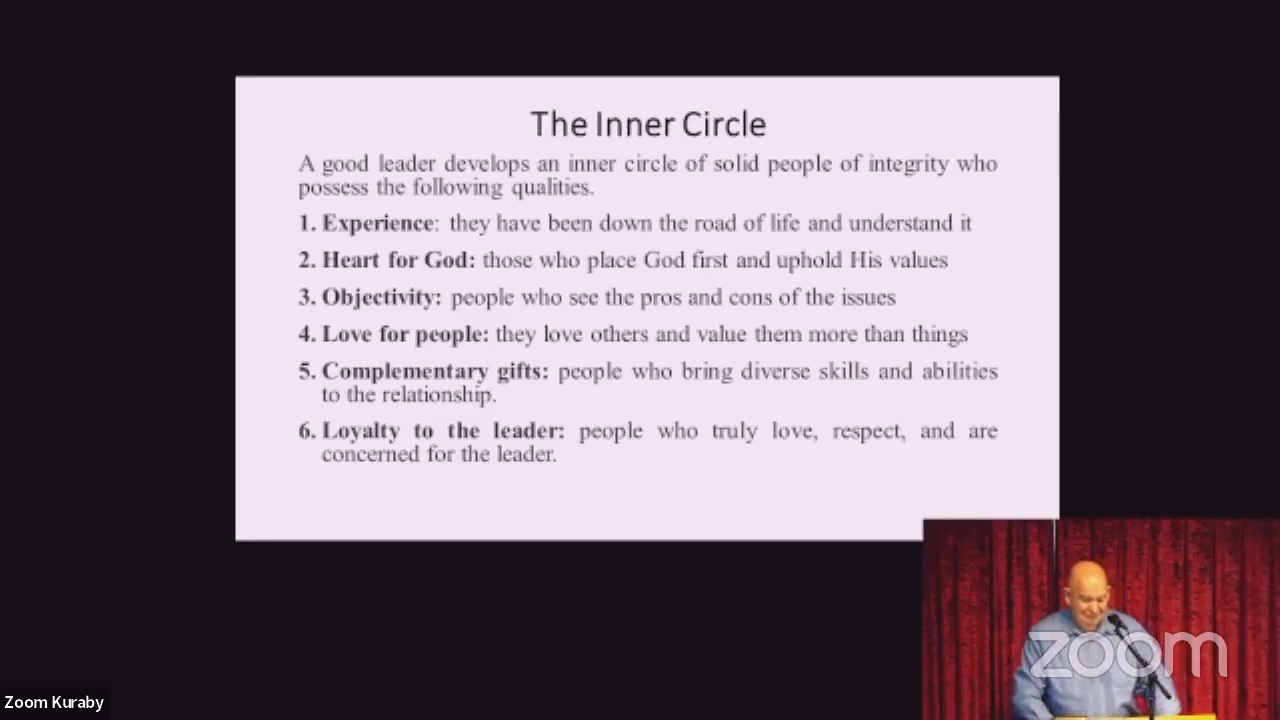 The Inner Circle
A good leader develops an inner circle of solid people of integrity who
possess the following qualities.
1. Experience: they have been down the road of life and understand it
2. Heart for God: those who place God first and uphold His values
3. Objectivity: people who see the pros and cons of the issues
4. Love for people: they love others and value them more than things
5. Complementary gifts: people who bring diverse skills and abilities
to the relationship.
6. Loyalty to the leader: people who truly love, respect, and are
concerned for the leader.
zoom
Zoom Kuraby